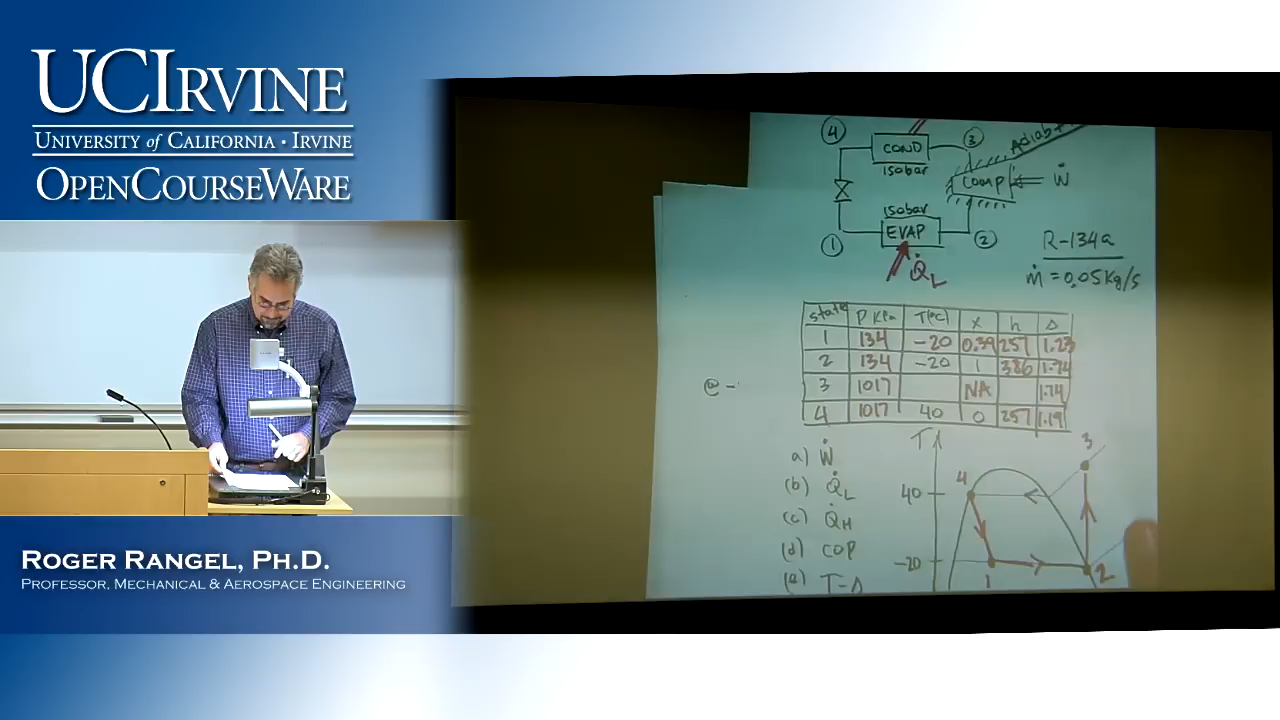 UCIRVINE
UNIVERSITY of CALIFORNIA · IRVINE
OPENCOURSEWARE
ROGER RANGEL, PH.D.
PROFESSOR, MECHANICAL & AEROSPACE ENGINEERING
4 COND 3
isobar
COMP Ẇ
isobar
1 EVAP 2
Q̇L
R-134a
ṁ = 0.05 kg/s
state P kPa T(°C) x h s
1 134 -20 0.39 257 1.23
2 134 -20 1 386 1.74
3 1017 NA 1.74
4 1017 40 0 257 1.19
@ -
a) Ẇ
(b) Q̇L
(c) Q̇H
(d) COP
(e) T-s
T
3
4
40
-20
1 2